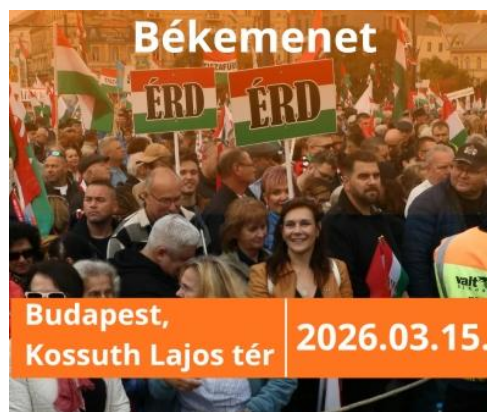 Békemenet
ÉRD
ÉRD
Budapest,
Kossuth Lajos tér
2026.03.15.